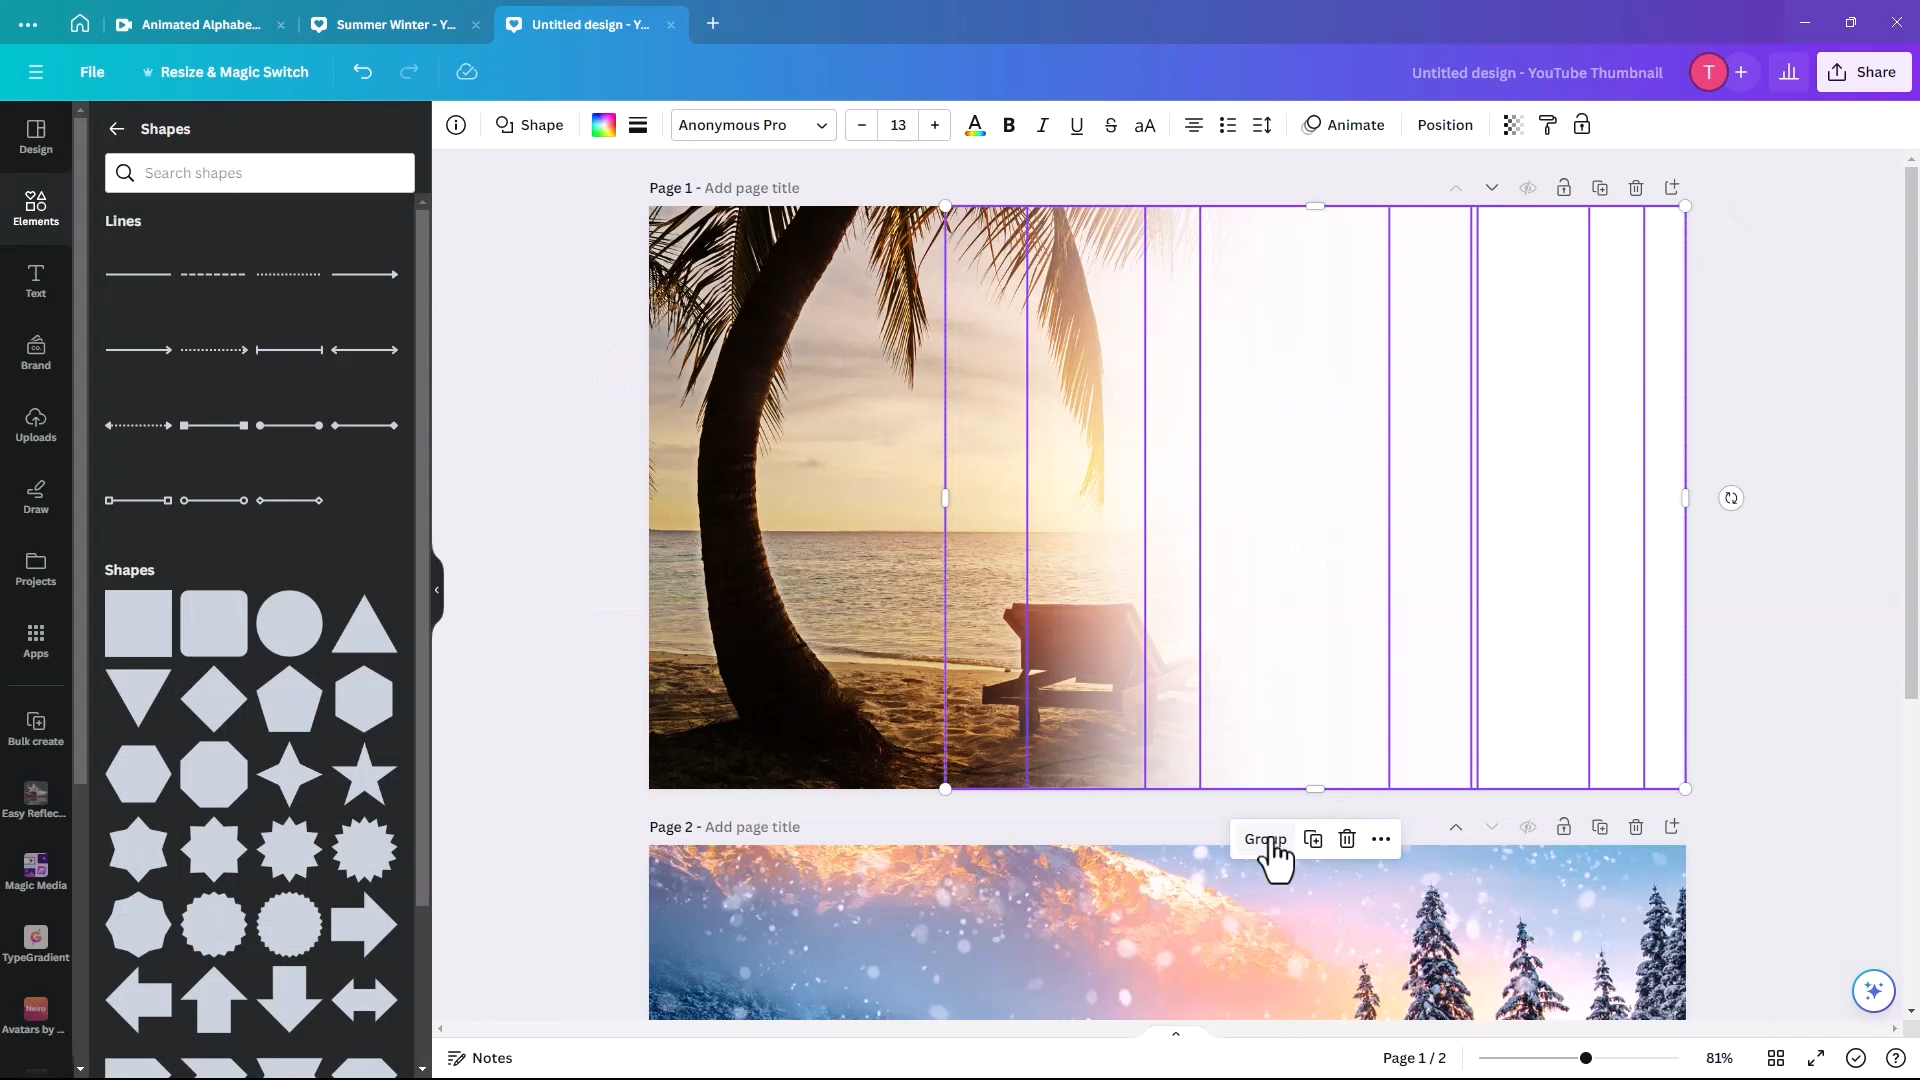 Animated Alphabe...
Summer Winter - Y...
Untitled design - Y...
File
Resize & Magic Switch
Untitled design - YouTube Thumbnail
T
Share
Design
Elements
Text
Brand
Uploads
Draw
Projects
Apps
Bulk create
Easy Reflec...
Magic Media
TypeGradient
Neiro
Avatars by ...
Shapes
Search shapes
Lines
Shapes
Shape
Anonymous Pro
13
B
I
U
S
aA
Animate
Position
Page 1 - Add page title
Page 2 - Add page title
Group
Notes
Page 1 / 2
81%